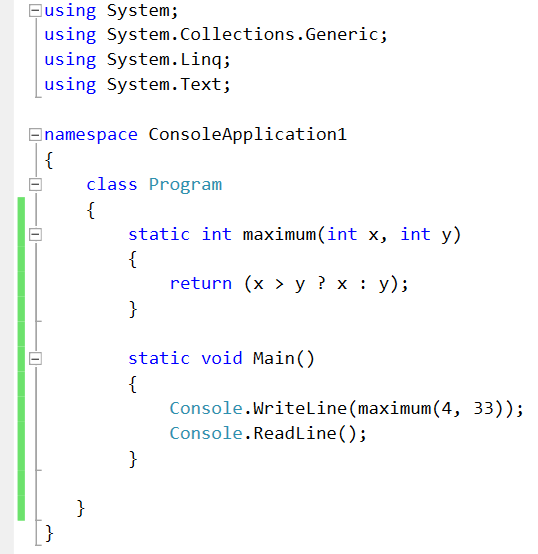 using System;
using System.Collections.Generic;
using System.Linq;
using System.Text;

namespace ConsoleApplication1
{
    class Program
    {
        static int maximum(int x, int y)
        {
            return (x > y ? x : y);
        }

        static void Main()
        {
            Console.WriteLine(maximum(4, 33));
            Console.ReadLine();
        }

    }
}